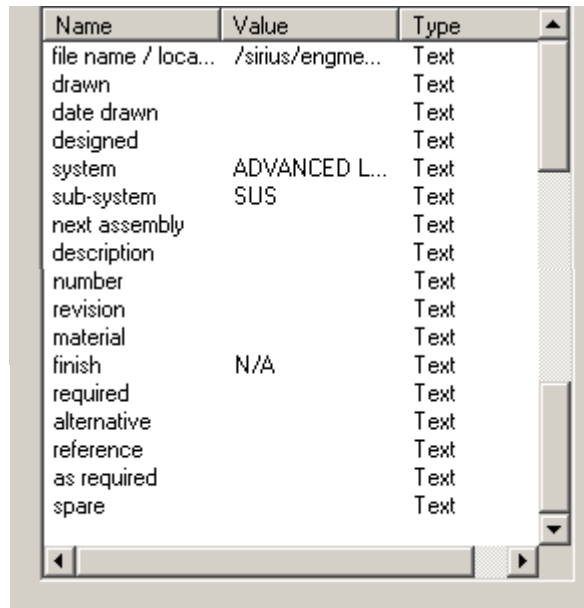 Name Value Type
file name / loca... /sirius/engme... Text
drawn Text
date drawn Text
designed Text
system ADVANCED L... Text
sub-system SUS Text
next assembly Text
description Text
number Text
revision Text
material Text
finish N/A Text
required Text
alternative Text
reference Text
as required Text
spare Text